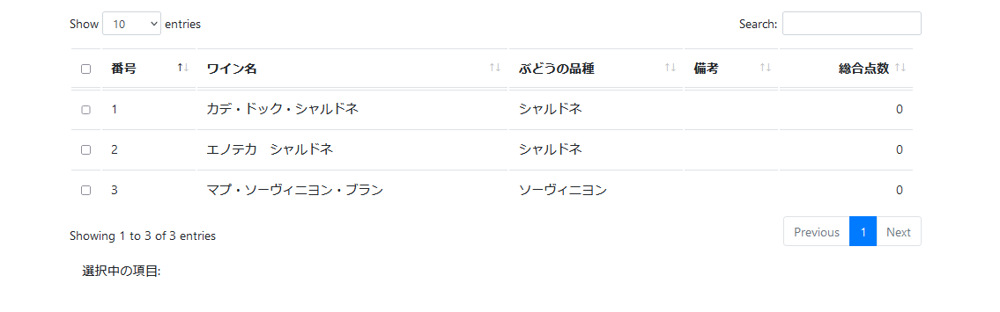 Show 10 entries Search:
番号 ワイン名 ぶどうの品種 備考 総合点数
1 カデ・ドック・シャルドネ シャルドネ 0
2 エノテカ　シャルドネ シャルドネ 0
3 マプ・ソーヴィニヨン・ブラン ソーヴィニヨン 0
Showing 1 to 3 of 3 entries Previous 1 Next
選択中の項目: